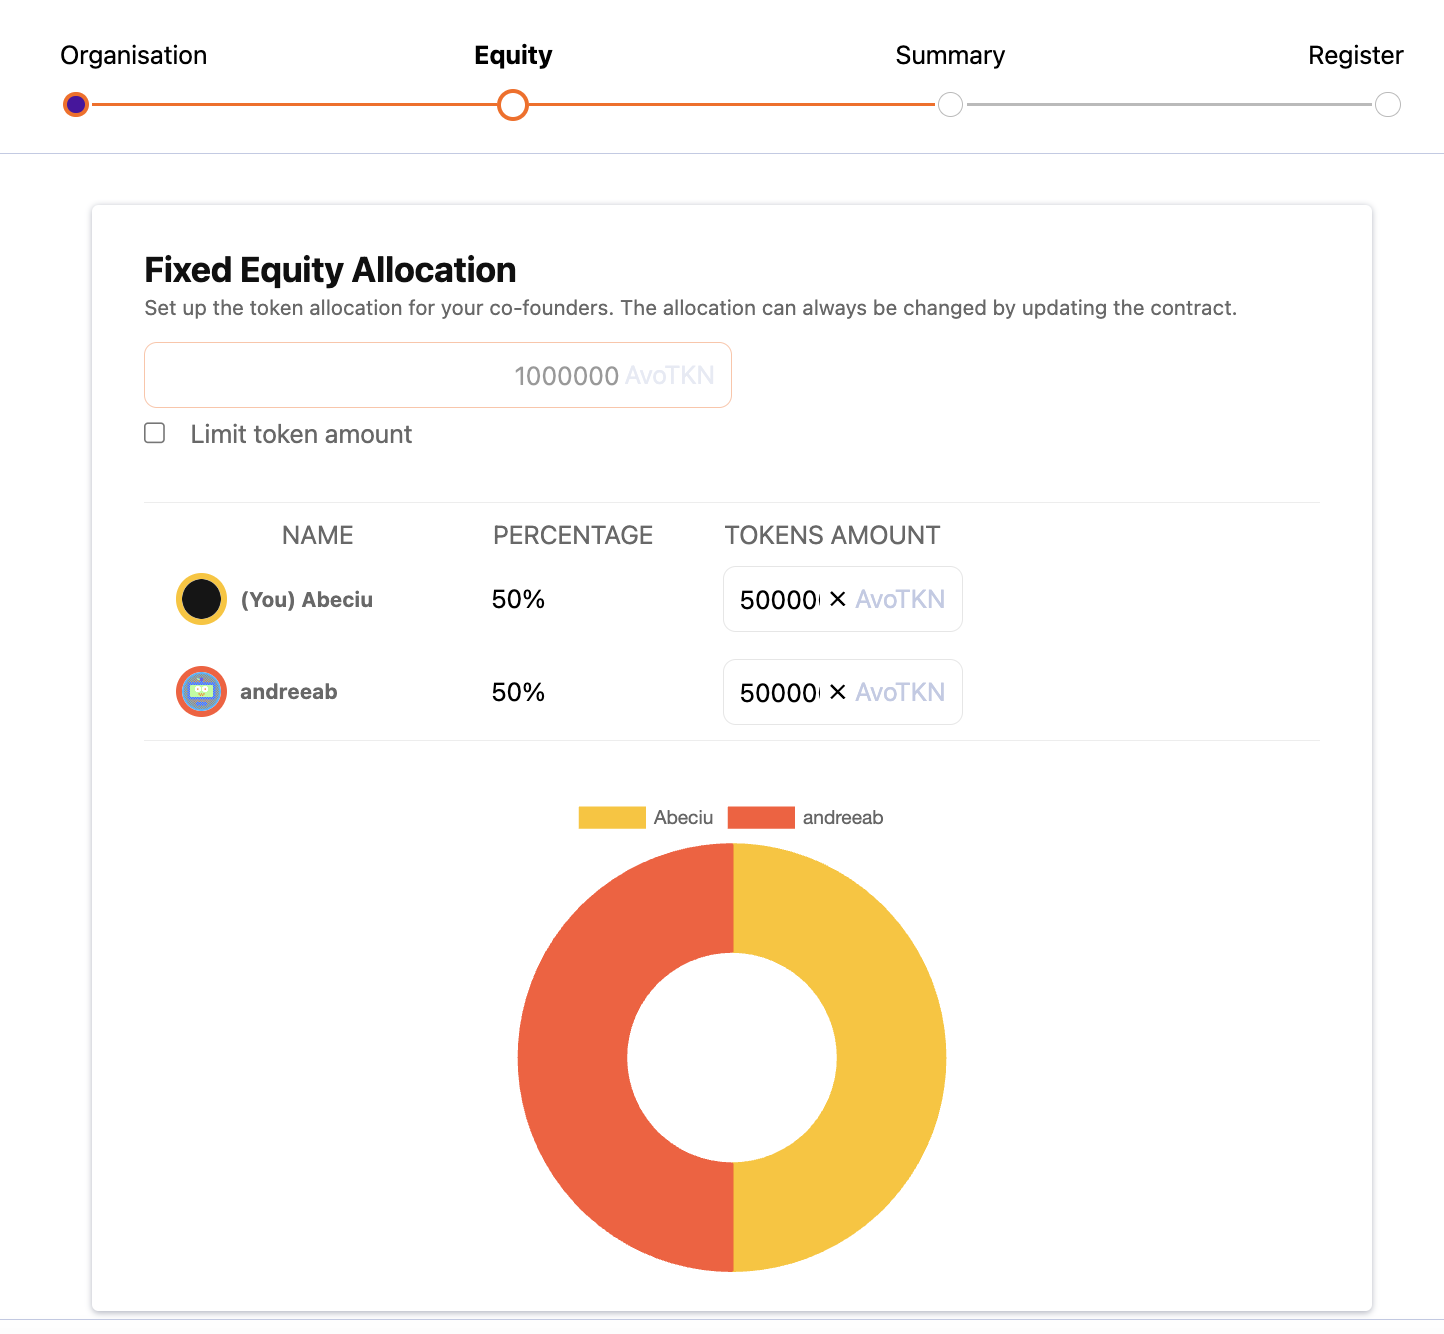 Organisation Equity Summary Register
Fixed Equity Allocation
Set up the token allocation for your co-founders. The allocation can always be changed by updating the contract.
1000000 AvoTKN
Limit token amount
NAME PERCENTAGE TOKENS AMOUNT
(You) Abeciu 50% 50000 × AvoTKN
andreeab 50% 50000 × AvoTKN
Abeciu andreeab